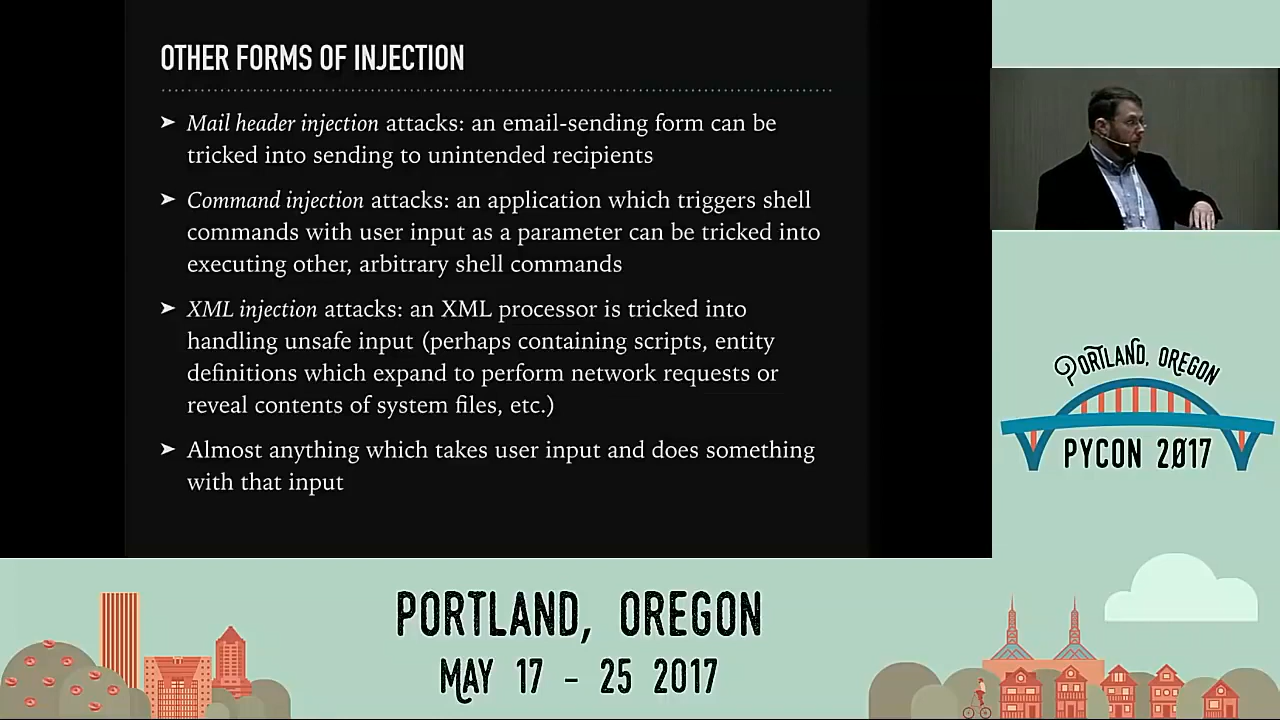 OTHER FORMS OF INJECTION
➤ Mail header injection attacks: an email-sending form can be
tricked into sending to unintended recipients
➤ Command injection attacks: an application which triggers shell
commands with user input as a parameter can be tricked into
executing other, arbitrary shell commands
➤ XML injection attacks: an XML processor is tricked into
handling unsafe input (perhaps containing scripts, entity
definitions which expand to perform network requests or
reveal contents of system files, etc.)
➤ Almost anything which takes user input and does something
with that input
PORTLAND, OREGON
PYCON 2017
PORTLAND, OREGON
MAY 17 - 25 2017